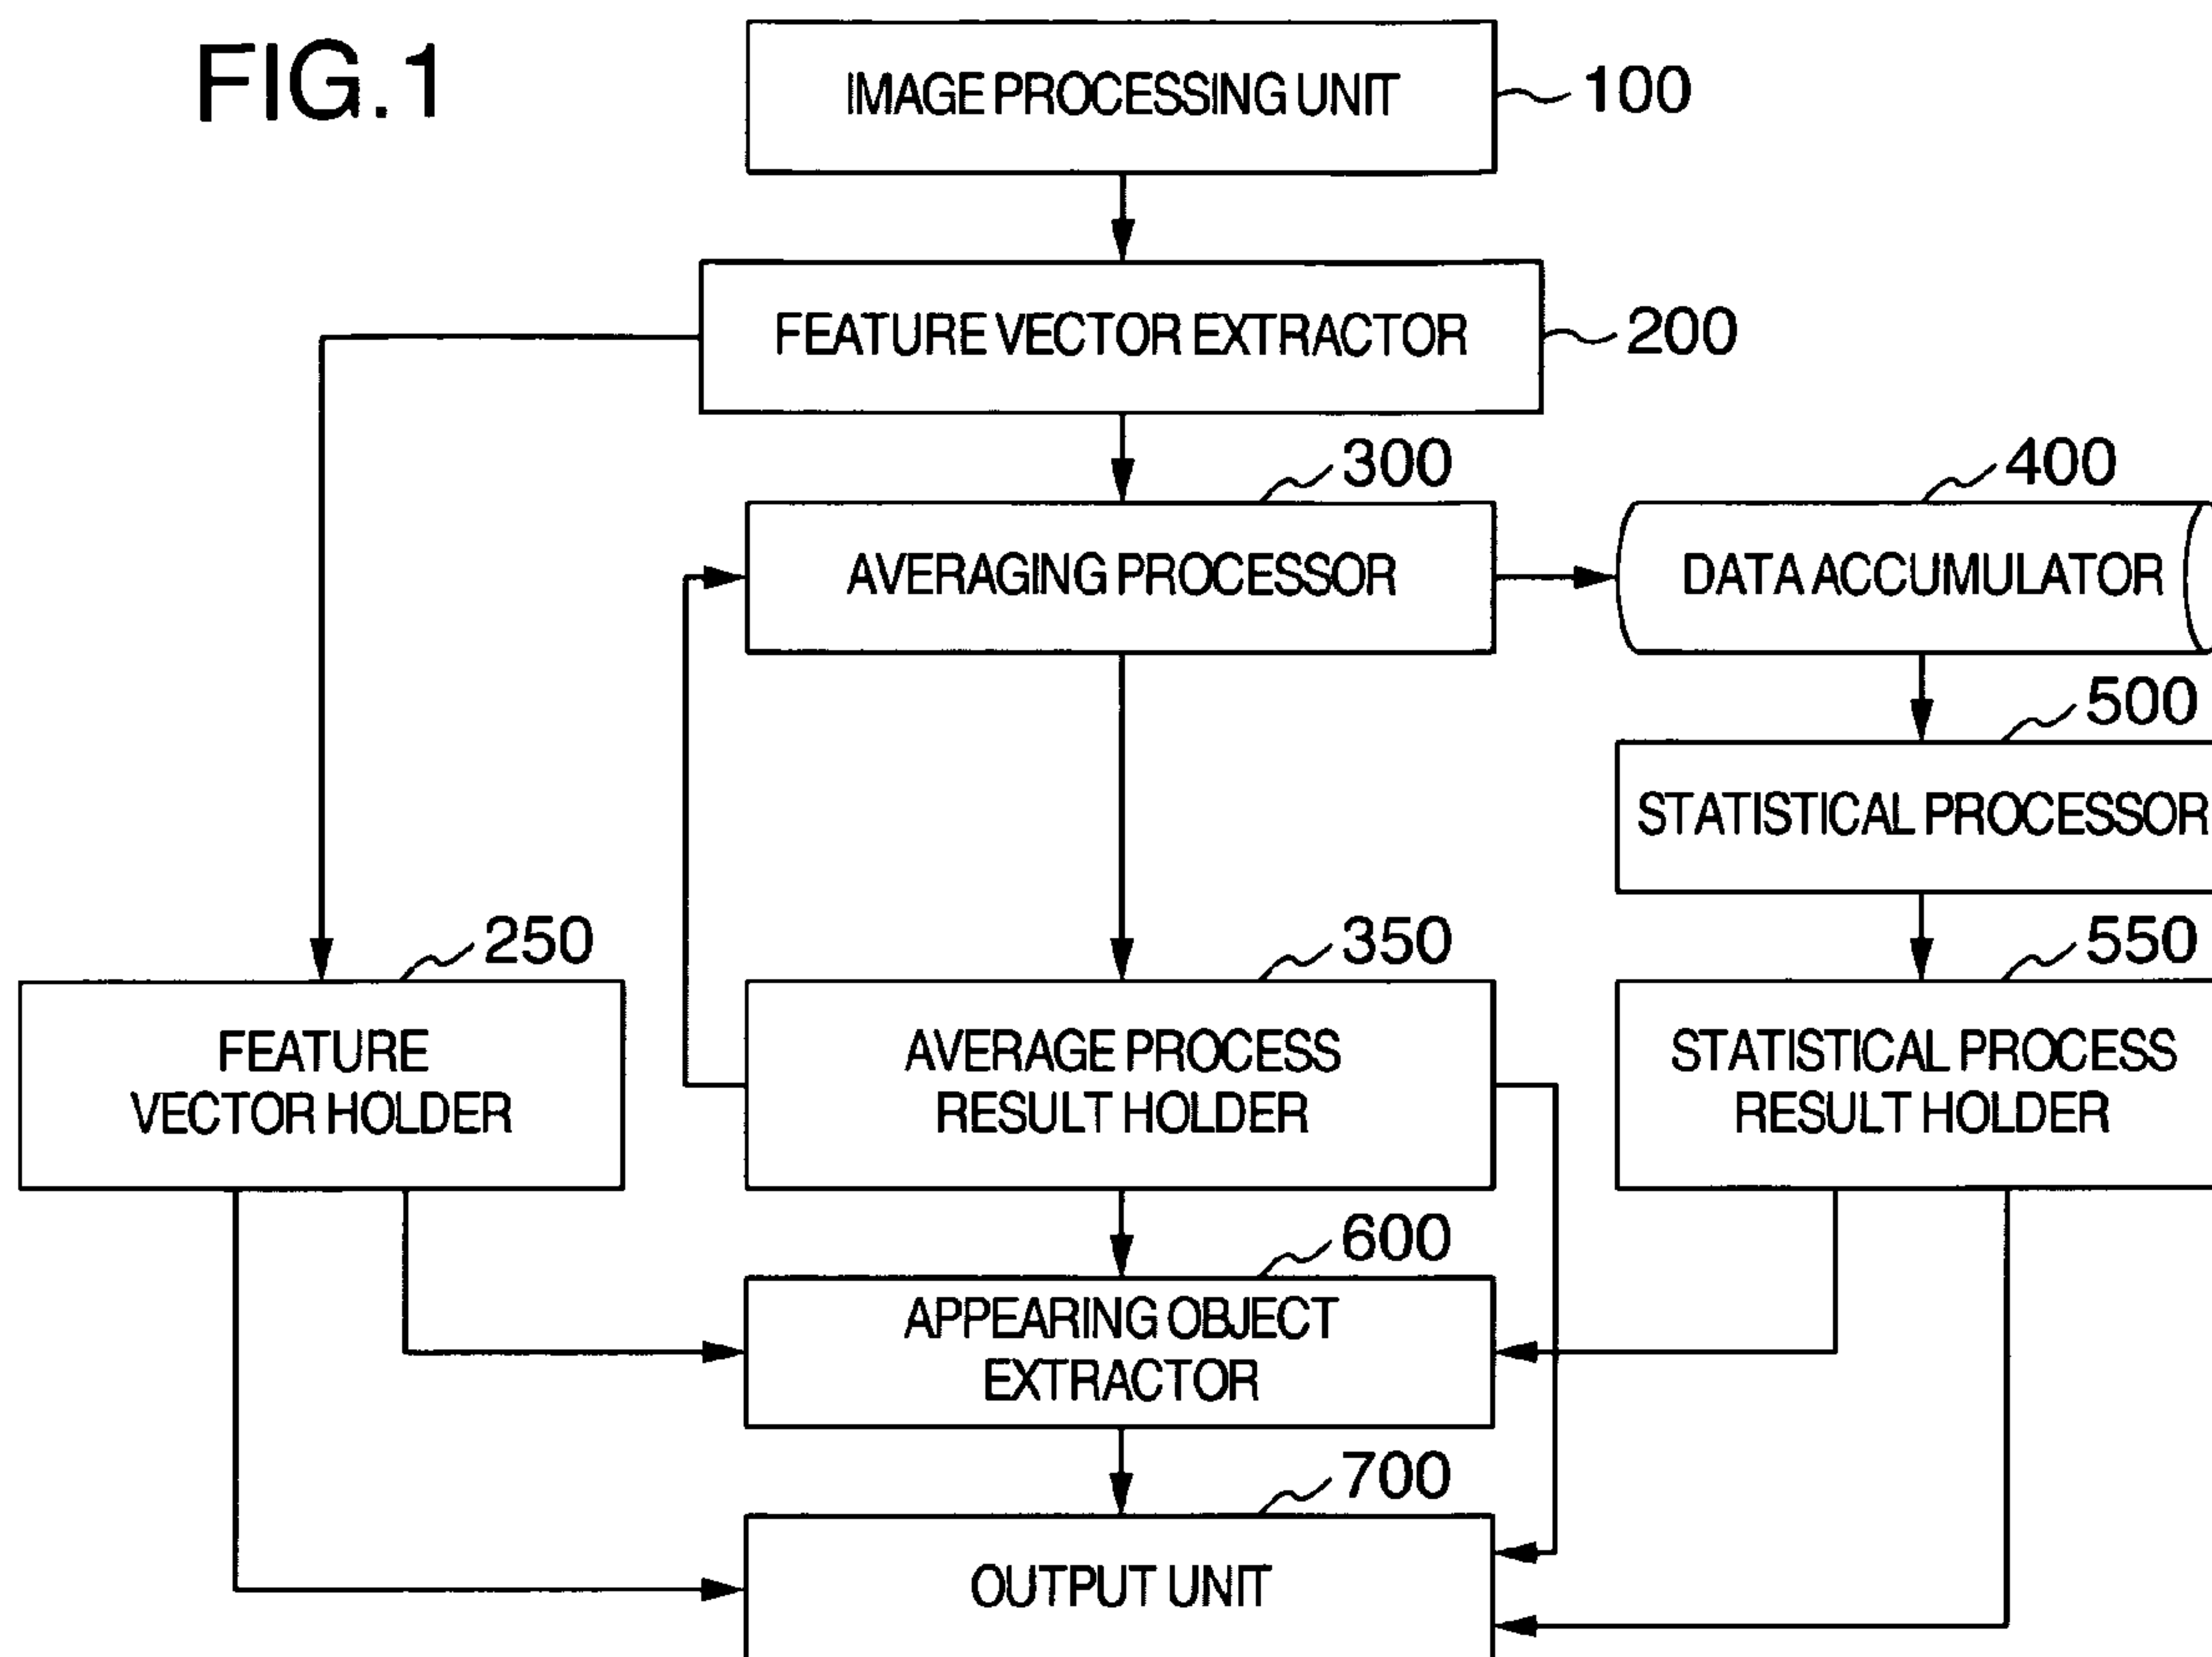 FIG.1
IMAGE PROCESSING UNIT
100
FEATURE VECTOR EXTRACTOR
200
300
400
AVERAGING PROCESSOR
DATA ACCUMULATOR
500
STATISTICAL PROCESSOR
250
350
550
FEATURE
VECTOR HOLDER
AVERAGE PROCESS
RESULT HOLDER
STATISTICAL PROCESS
RESULT HOLDER
600
APPEARING OBJECT
EXTRACTOR
700
OUTPUT UNIT